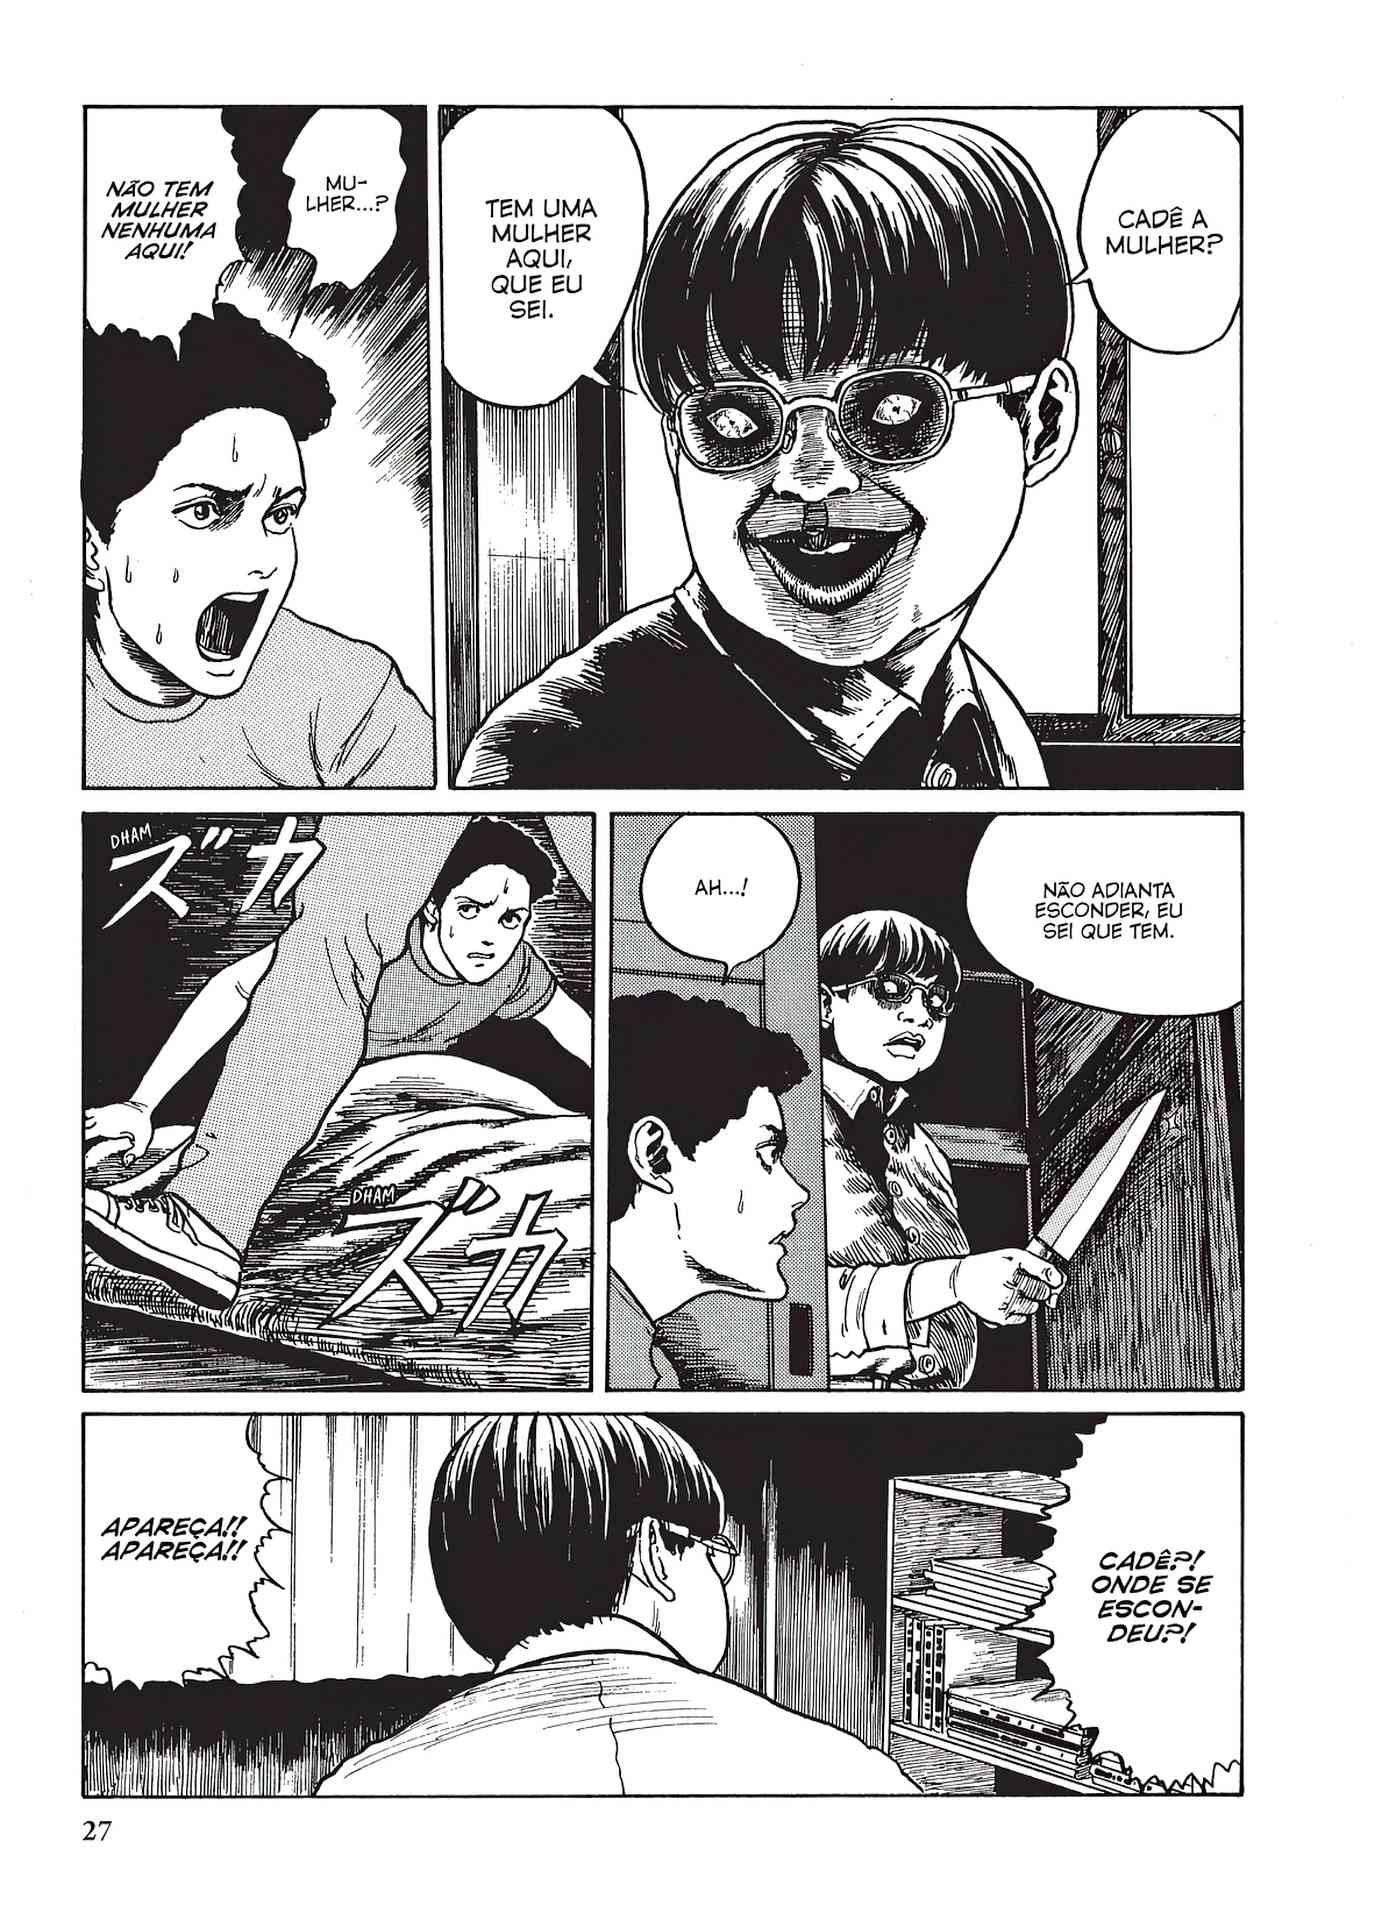 CADÊ A
MULHER?
TEM UMA
MULHER
AQUI,
QUE EU
SEI.
MU-
LHER...?
NÃO TEM
MULHER
NENHUMA
AQUI!
NÃO ADIANTA
ESCONDER, EU
SEI QUE TEM.
AH...!
DHAM
ズカ
DHAM
ズカ
CADÊ?!
ONDE SE
ESCON-
DEU?!
APAREÇA!!
APAREÇA!!
27